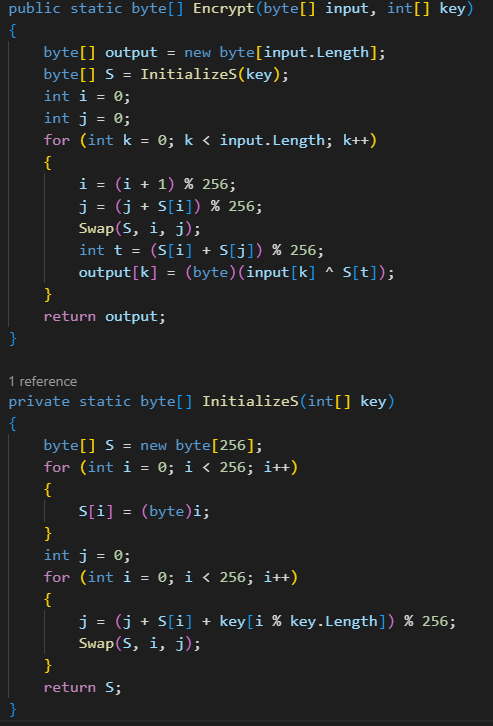 public static byte[] Encrypt(byte[] input, int[] key)
{
    byte[] output = new byte[input.Length];
    byte[] S = InitializeS(key);
    int i = 0;
    int j = 0;
    for (int k = 0; k < input.Length; k++)
    {
        i = (i + 1) % 256;
        j = (j + S[i]) % 256;
        Swap(S, i, j);
        int t = (S[i] + S[j]) % 256;
        output[k] = (byte)(input[k] ^ S[t]);
    }
    return output;
}
1 reference
private static byte[] InitializeS(int[] key)
{
    byte[] S = new byte[256];
    for (int i = 0; i < 256; i++)
    {
        S[i] = (byte)i;
    }
    int j = 0;
    for (int i = 0; i < 256; i++)
    {
        j = (j + S[i] + key[i % key.Length]) % 256;
        Swap(S, i, j);
    }
    return S;
}